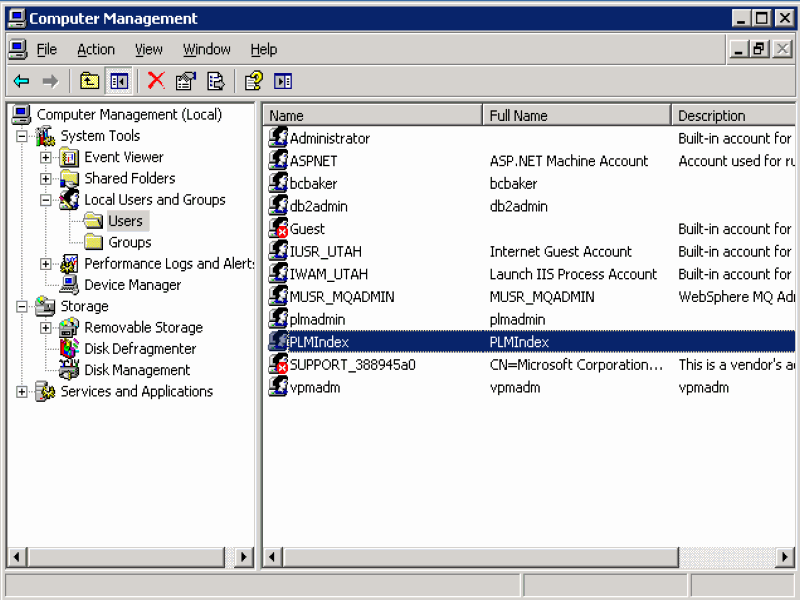 Computer Management
File Action View Window Help
Computer Management (Local)
System Tools
Event Viewer
Shared Folders
Local Users and Groups
Users
Groups
Performance Logs and Alert
Device Manager
Storage
Removable Storage
Disk Defragmenter
Disk Management
Services and Applications
Name Full Name Description
Administrator Built-in account for
ASPNET ASP.NET Machine Account Account used for ru
bcbaker bcbaker
db2admin db2admin
Guest Built-in account for
IUSR_UTAH Internet Guest Account Built-in account for
IWAM_UTAH Launch IIS Process Account Built-in account for
MUSR_MQADMIN MUSR_MQADMIN WebSphere MQ Adr
plmadmin plmadmin
PLMIndex PLMIndex
SUPPORT_388945a0 CN=Microsoft Corporation... This is a vendor's a
vpmadm vpmadm vpmadm